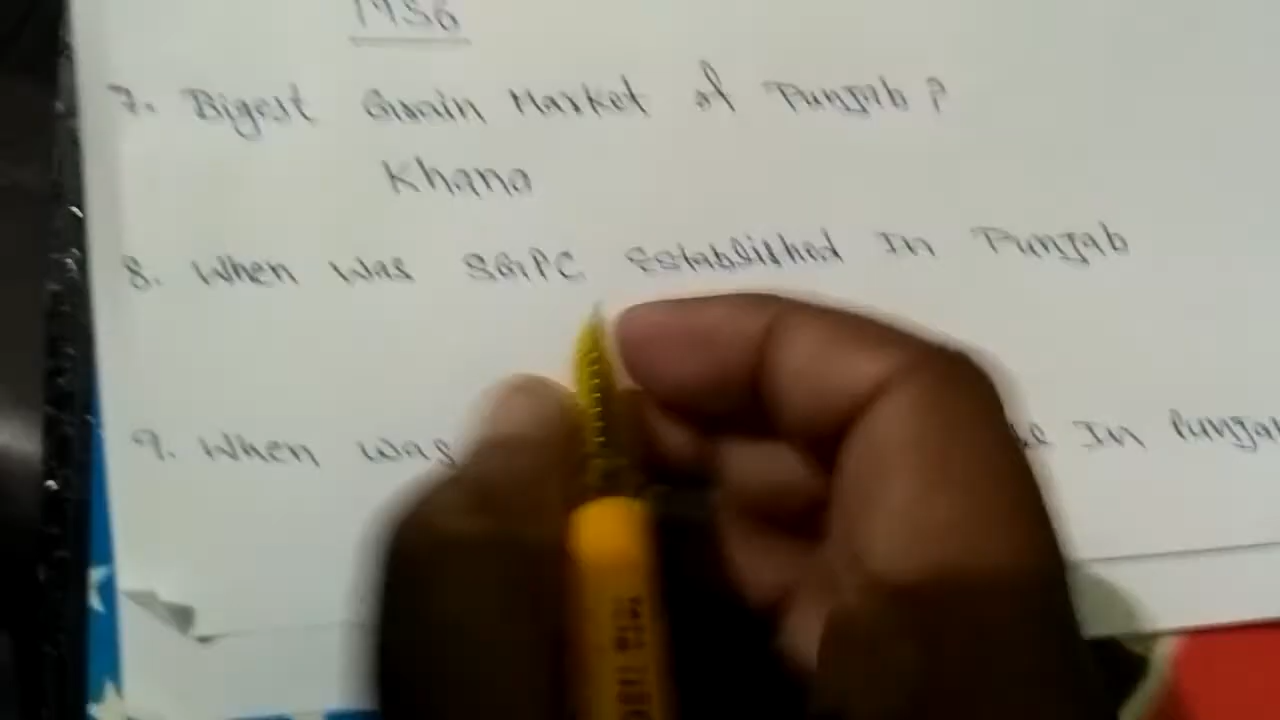 1956
7. Bigest Grain Market of Punjab ?
Khana
8. When was SGPC Established In Punjab
9. When was In Punjab